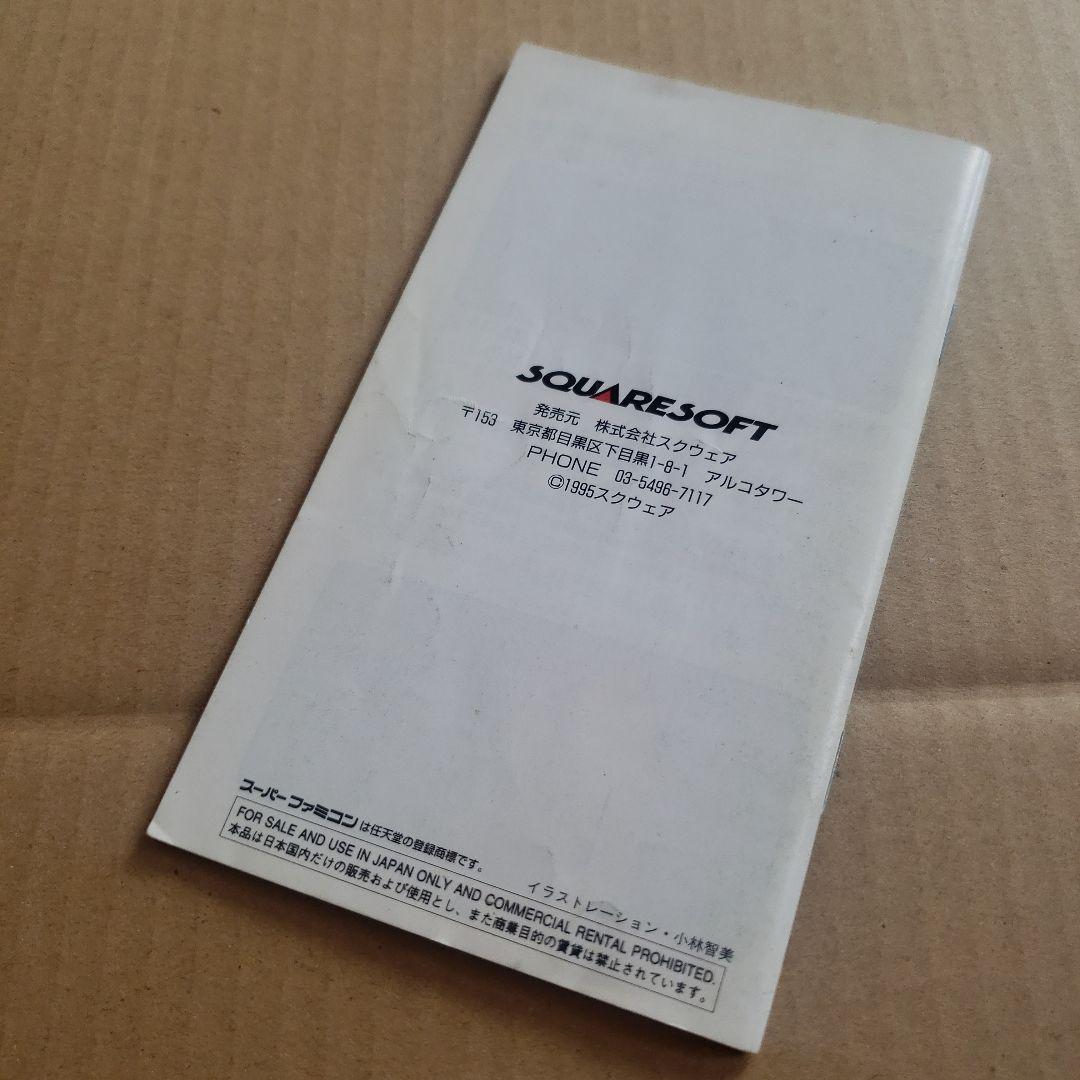 SQUARESOFT
発売元 株式会社スクウェア
〒153 東京都目黒区下目黒1-8-1 アルコタワー
PHONE 03-5496-7117
©1995スクウェア
スーパーファミコンは任天堂の登録商標です。
イラストレーション・小林智美
FOR SALE AND USE IN JAPAN ONLY AND COMMERCIAL RENTAL PROHIBITED.
本品は日本国内だけの販売および使用とし、また商業目的の賃貸は禁止されています。